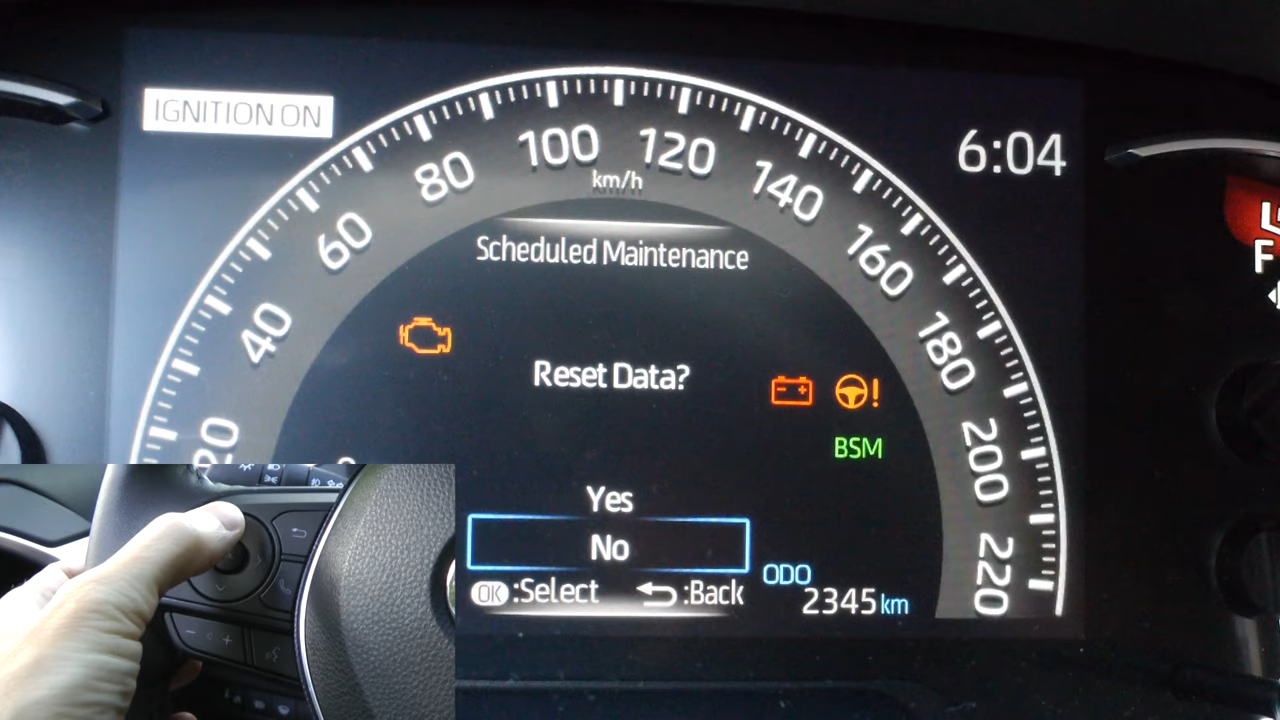 IGNITION ON
6:04
20
40
60
80
100
120
140
160
180
200
220
km/h
Scheduled Maintenance
Reset Data?
BSM
Yes
No
OK :Select :Back
ODO
2345 km
F